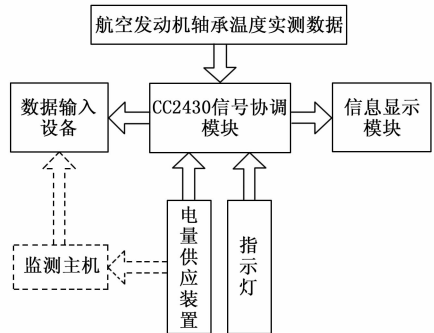 航空发动机轴承温度实测数据
数据输入
设备
CC2430信号协调
模块
信息显示
模块
监测主机
电量供应装置
指示灯